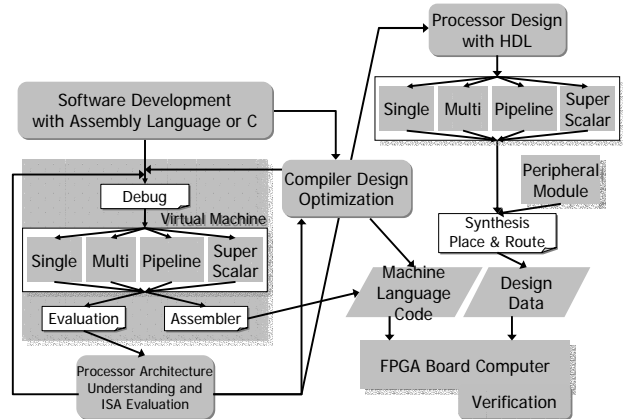 Processor Design
with HDL
Single
Multi
Pipeline
Super
Scalar
Software Development
with Assembly Language or C
Compiler Design
Optimization
Peripheral
Module
Debug
Virtual Machine
Single
Multi
Pipeline
Super
Scalar
Synthesis
Place & Route
Evaluation
Assembler
Machine
Language
Code
Design
Data
Processor Architecture
Understanding and
ISA Evaluation
FPGA Board Computer
Verification